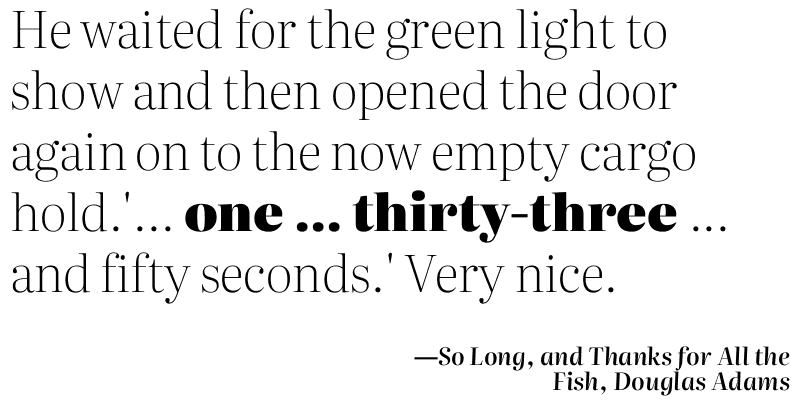 He waited for the green light to
show and then opened the door
again on to the now empty cargo
hold.'... one ... thirty-three ...
and fifty seconds.' Very nice.
—So Long, and Thanks for All the
Fish, Douglas Adams